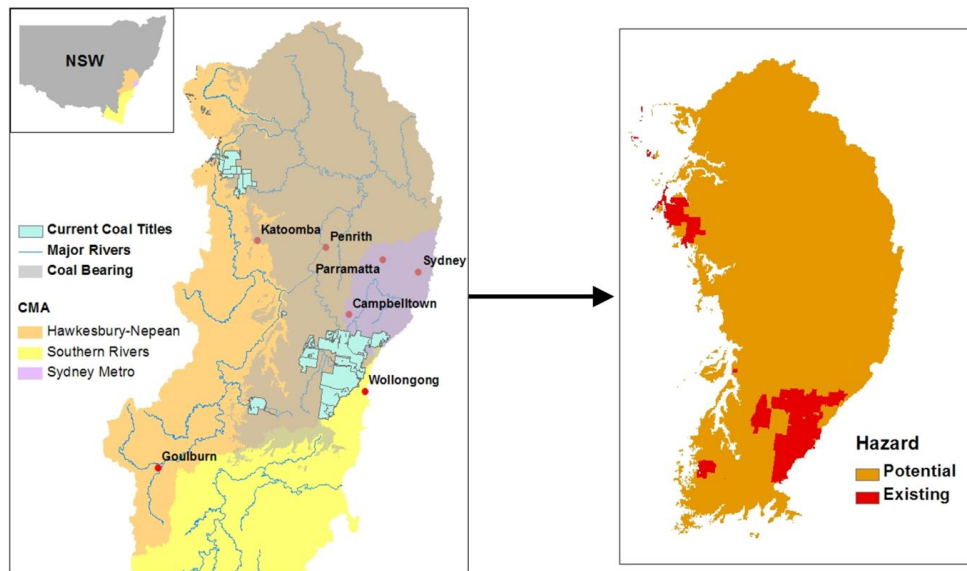 NSW
Current Coal Titles
Major Rivers
Coal Bearing
CMA
Hawkesbury-Nepean
Southern Rivers
Sydney Metro
Katoomba
Penrith
Parramatta
Sydney
Campbelltown
Wollongong
Goulburn
Hazard
Potential
Existing